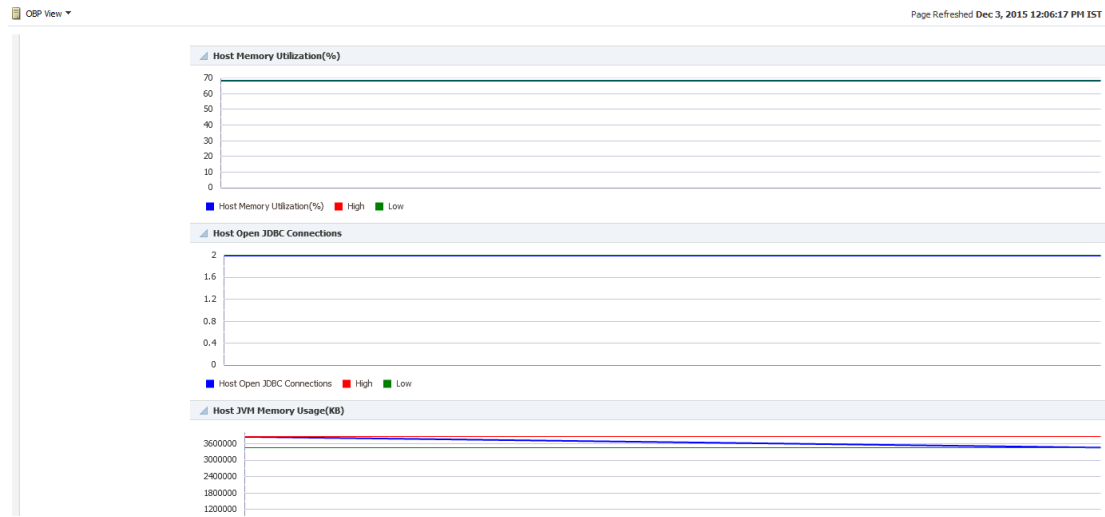 OBP View
Page Refreshed Dec 3, 2015 12:06:17 PM IST
Host Memory Utilization(%)
70
60
50
40
30
20
10
0
Host Memory Utilization(%) High Low
Host Open JDBC Connections
2
1.6
1.2
0.8
0.4
0
Host Open JDBC Connections High Low
Host JVM Memory Usage(KB)
3600000
3000000
2400000
1800000
1200000